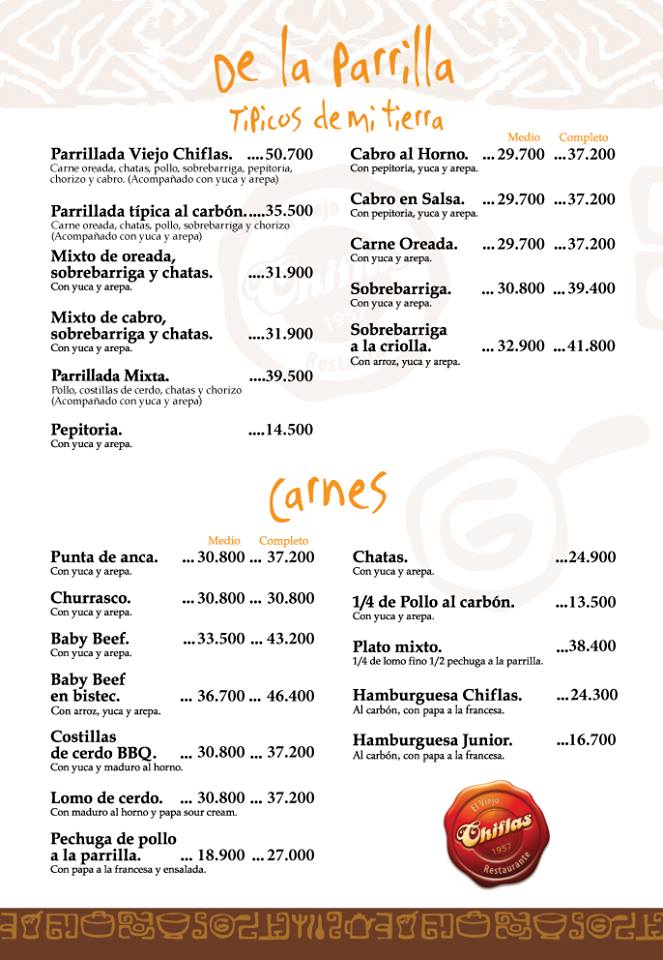 De la Parrilla
Tipicos de mi tierra
Parrillada Viejo Chiflas. ....50.700
Carne oreada, chatas, pollo, sobrebarriga, pepitoria,
chorizo y cabro. (Acompañado con yuca y arepa)
Parrillada típica al carbón.....35.500
Carne oreada, chatas, pollo, sobrebarriga y chorizo
(Acompañado con yuca y arepa)
Mixto de oreada,
sobrebarriga y chatas. ....31.900
Con yuca y arepa.
Mixto de cabro,
sobrebarriga y chatas. ....31.900
Con yuca y arepa.
Parrillada Mixta. ....39.500
Pollo, costillas de cerdo, chatas y chorizo
(Acompañado con yuca y arepa)
Pepitoria. ....14.500
Con yuca y arepa.
Medio Completo
Cabro al Horno. ...29.700 ...37.200
Con pepitoria, yuca y arepa.
Cabro en Salsa. ...29.700 ...37.200
Con pepitoria, yuca y arepa.
Carne Oreada. ...29.700 ...37.200
Con yuca y arepa.
Sobrebarriga. ... 30.800 ...39.400
Con yuca y arepa.
Sobrebarriga
a la criolla. ... 32.900 ...41.800
Con arroz, yuca y arepa.
El Viejo
Chiflas
1957
Restaurante
Carnes
Medio Completo
Punta de anca. ... 30.800 ... 37.200
Con yuca y arepa.
Churrasco. ... 30.800 ... 30.800
Con yuca y arepa.
Baby Beef. ...33.500 ... 43.200
Con yuca y arepa.
Baby Beef
en bistec. ... 36.700 ... 46.400
Con arroz, yuca y arepa.
Costillas
de cerdo BBQ. ... 30.800 ... 37.200
Con yuca y maduro al horno.
Lomo de cerdo. ... 30.800 ... 37.200
Con maduro al horno y papa sour cream.
Pechuga de pollo
a la parrilla. ... 18.900 ...27.000
Con papa a la francesa y ensalada.
Chatas. ...24.900
Con yuca y arepa.
1/4 de Pollo al carbón. ...13.500
Con yuca y arepa.
Plato mixto. ...38.400
1/4 de lomo fino 1/2 pechuga a la parrilla.
Hamburguesa Chiflas. ...24.300
Al carbón, con papa a la francesa.
Hamburguesa Junior. ...16.700
Al carbón, con papa a la francesa.
El Viejo
Chiflas
1957
Restaurante